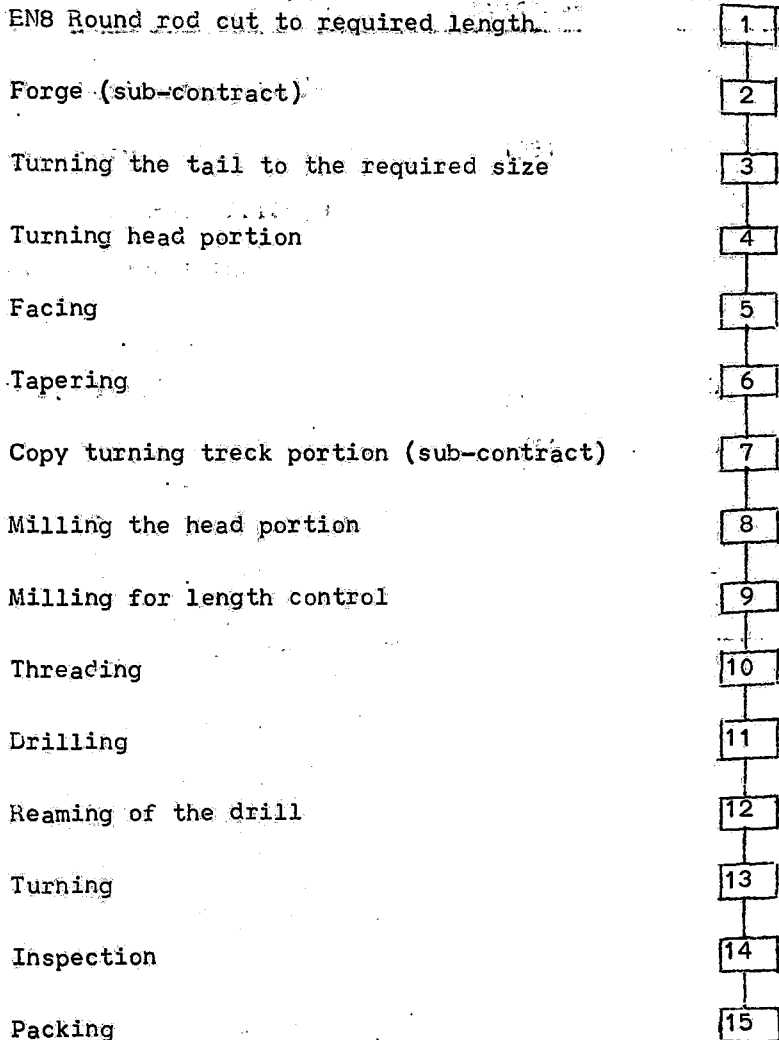 EN8 Round rod cut to required length 1
Forge (sub-contract) 2
Turning the tail to the required size 3
Turning head portion 4
Facing 5
Tapering 6
Copy turning treck portion (sub-contract) 7
Milling the head portion 8
Milling for length control 9
Threading 10
Drilling 11
Reaming of the drill 12
Turning 13
Inspection 14
Packing 15